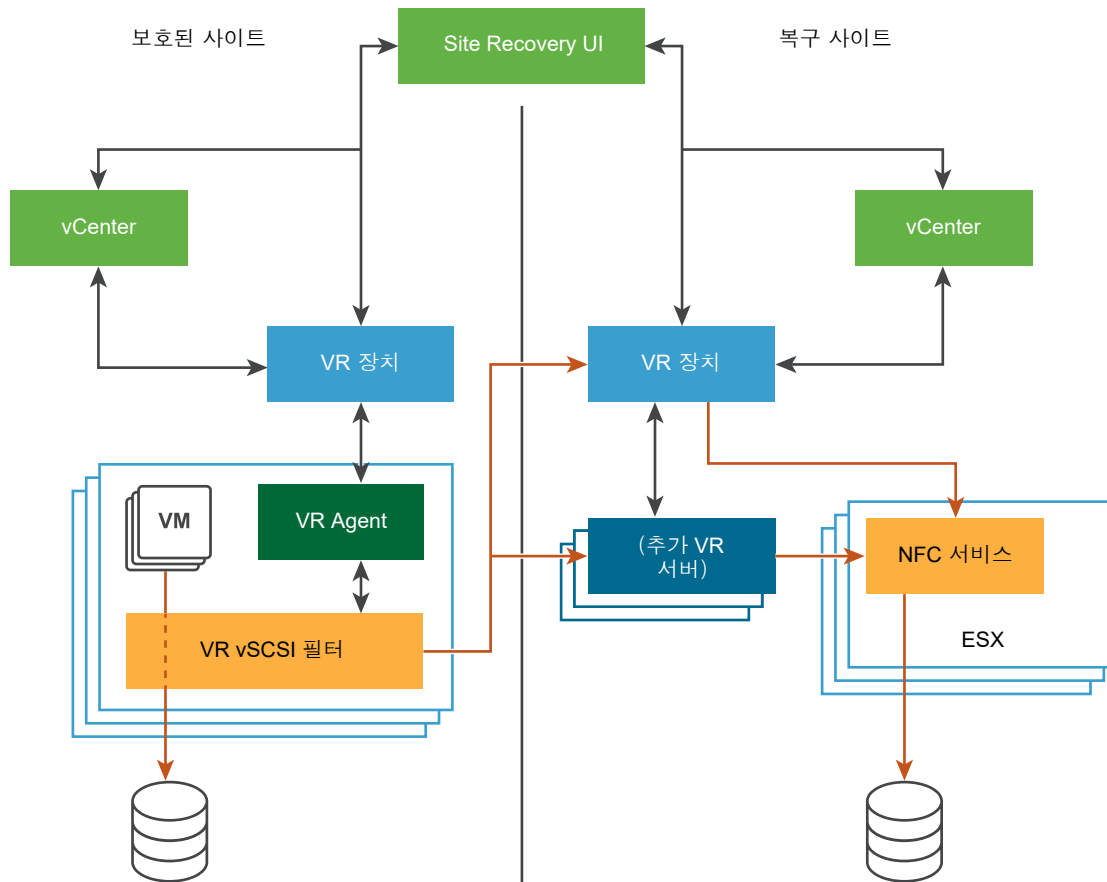 보호된 사이트
Site Recovery UI
복구 사이트
vCenter
vCenter
VR 장치
VR 장치
VM
VR Agent
(추가 VR
서버)
NFC 서비스
VR vSCSI 필터
ESX